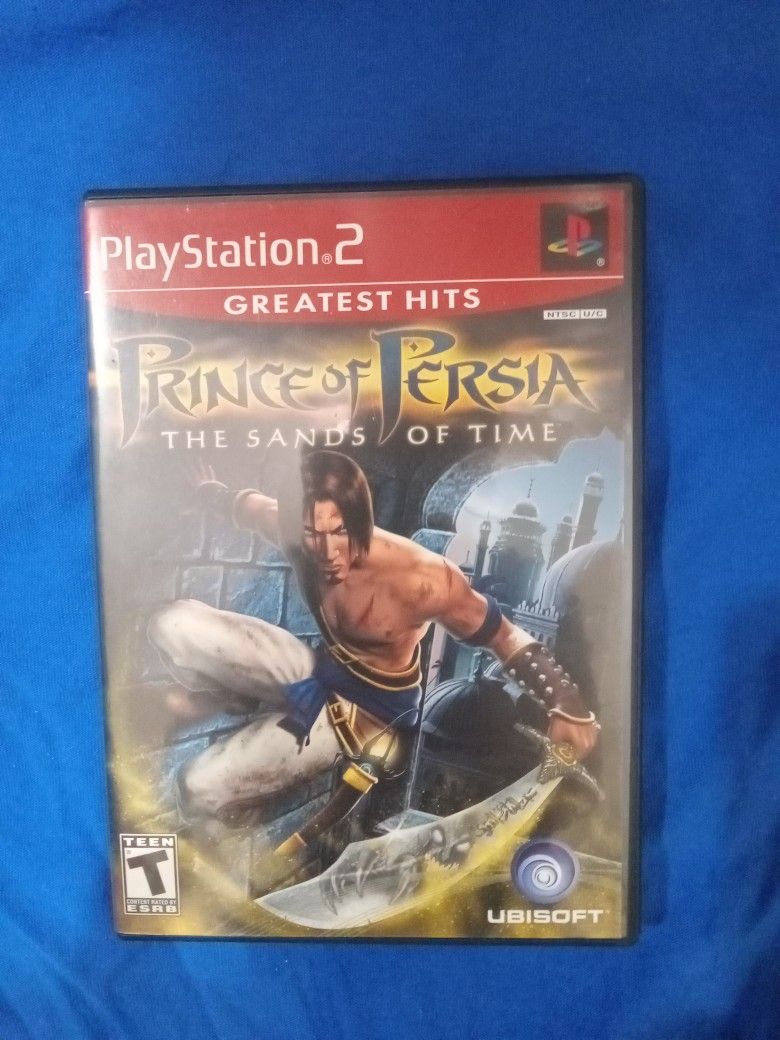 PlayStation®2
GREATEST HITS
NTSC U/C
PRINCE OF PERSIA
THE SANDS OF TIME
TEEN
T
CONTENT RATED BY
ESRB
UBISOFT